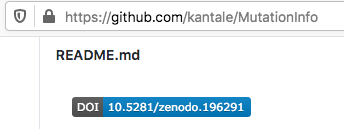 https://github.com/kantale/MutationInfo
README.md
DOI 10.5281/zenodo.196291